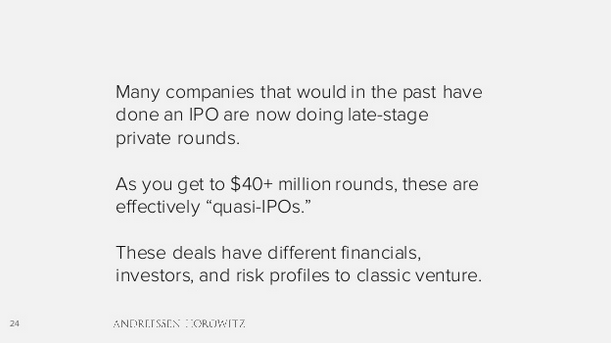 Many companies that would in the past have
done an IPO are now doing late-stage
private rounds.
As you get to $40+ million rounds, these are
effectively “quasi-IPOs.”
These deals have different financials,
investors, and risk profiles to classic venture.
24
ANDREESSEN HOROWITZ